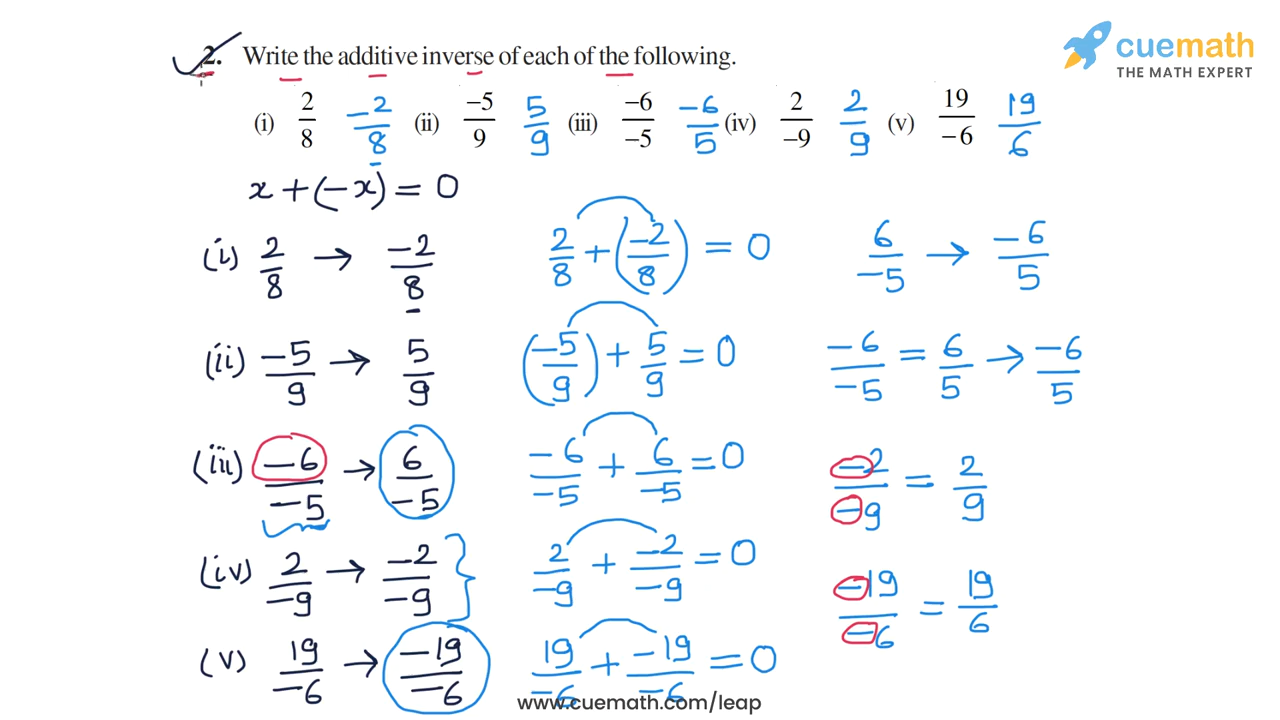 cuemath
THE MATH EXPERT
2. Write the additive inverse of each of the following.
(i) 2/8 -2/8 (ii) -5/9 5/9 (iii) -6/-5 -6/5 (iv) 2/-9 2/9 (v) 19/-6 19/6
x + (-x) = 0
(i) 2/8 → -2/8 2/8 + (-2/8) = 0 6/-5 → -6/5
(ii) -5/9 → 5/9 (-5/9) + 5/9 = 0 -6/-5 = 6/5 → -6/5
(iii) -6/-5 → 6/-5 -6/-5 + 6/-5 = 0 -2/-9 = 2/9
(iv) 2/-9 → -2/-9 2/-9 + -2/-9 = 0 -19/-6 = 19/6
(v) 19/-6 → -19/-6 19/-6 + -19/-6 = 0
www.cuemath.com/leap